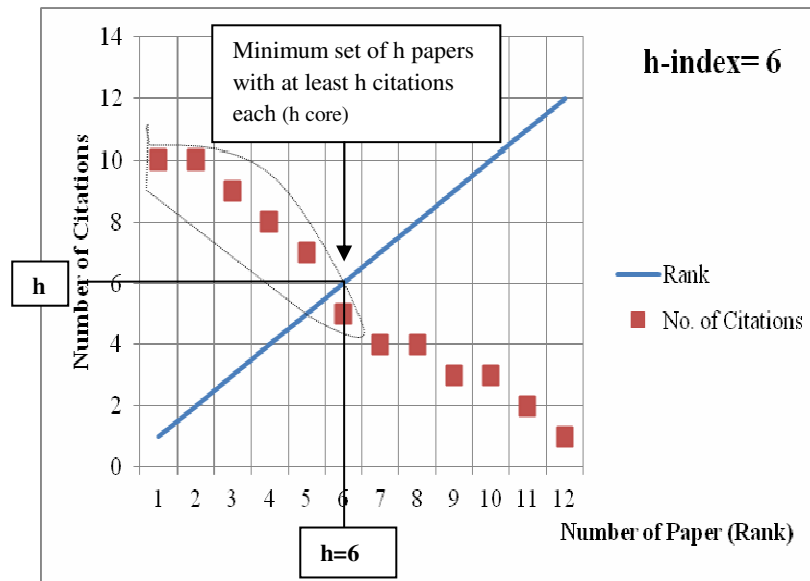 Minimum set of h papers
with at least h citations
each (h core)
h-index= 6
14
12
10
8
6
4
2
0
Number of Citations
h
Rank
No. of Citations
1 2 3 4 5 6 7 8 9 10 11 12
Number of Paper (Rank)
h=6